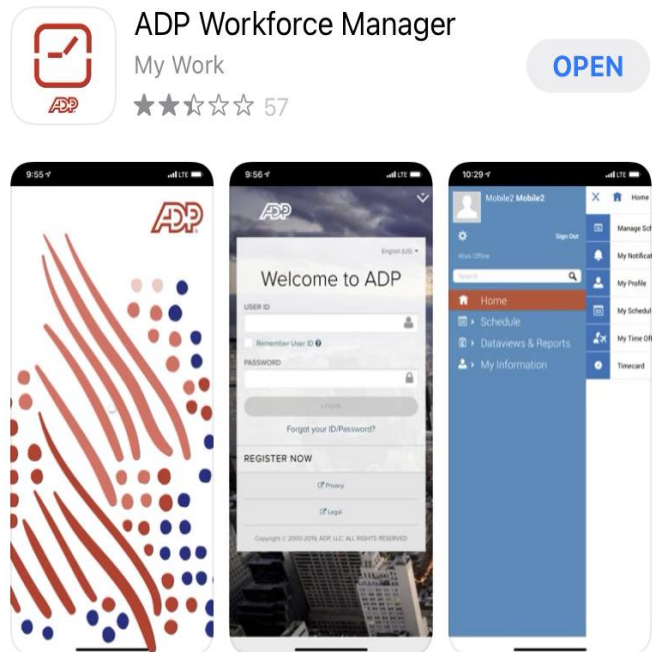 ADP Workforce Manager
My Work
57
OPEN
ADP
9:55
LTE
ADP
9:56
LTE
ADP
English (US)
Welcome to ADP
USER ID
Remember User ID
PASSWORD
LOGIN
Forgot your ID/Password?
REGISTER NOW
Privacy
Legal
Copyright © 2000-2019, ADP, LLC. ALL RIGHTS RESERVED
10:29
LTE
Mobile2 Mobile2
Sign Out
Work Offline
Search
Home
Schedule
Dataviews & Reports
My Information
Home
Manage Sch
My Notificat
My Profile
My Schedul
My Time Off
Timecard